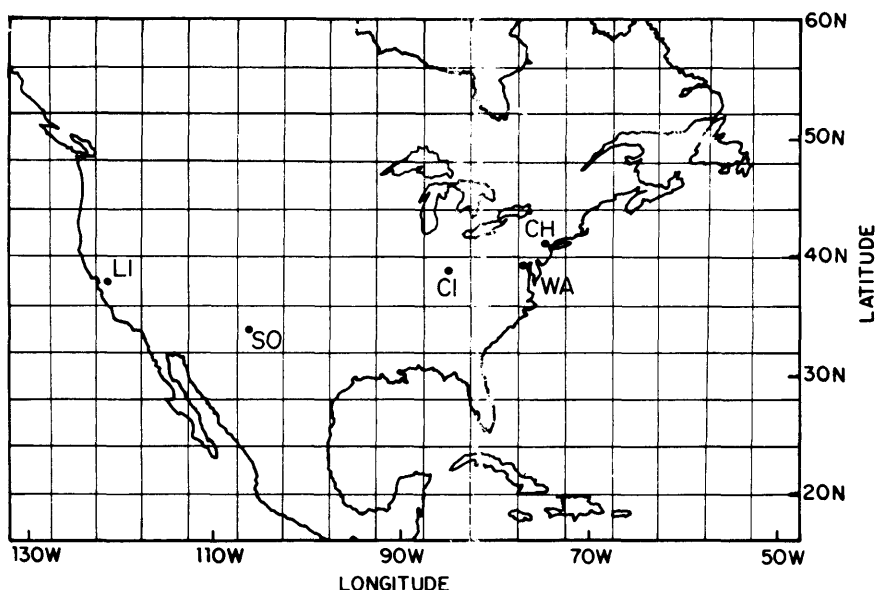 60N
50N
CH
40N
LI
CI
WA
SO
30N
20N
130W 110W 90W 70W 50W
LONGITUDE
LATITUDE